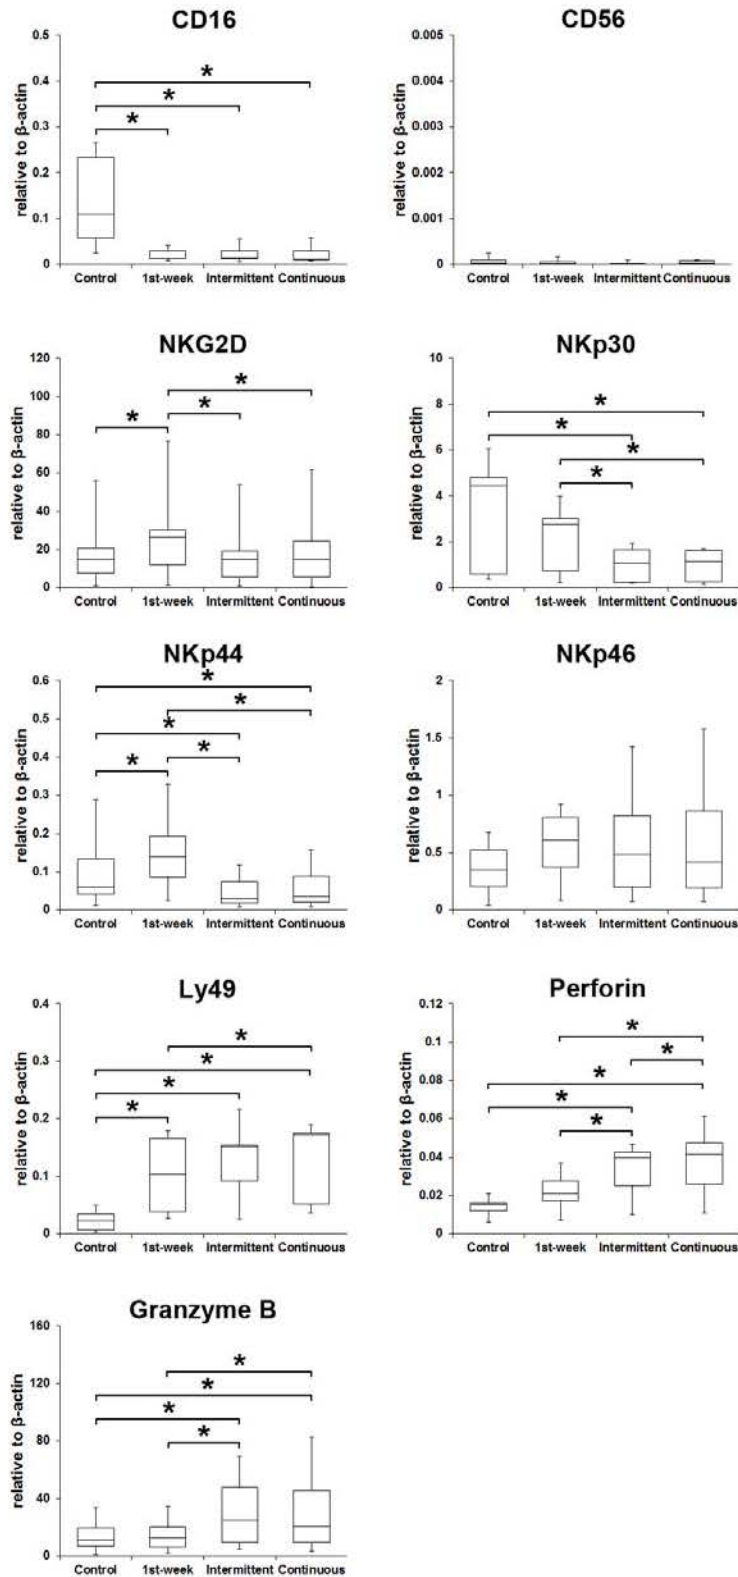 CD16
relative to β-actin
0.5
0.4
0.3
0.2
0.1
0
* * *
Control 1st-week Intermittent Continuous
CD56
relative to β-actin
0.005
0.004
0.003
0.002
0.001
0
Control 1st-week Intermittent Continuous
NKG2D
relative to β-actin
120
100
80
60
40
20
0
* * *
Control 1st-week Intermittent Continuous
NKp30
relative to β-actin
10
8
6
4
2
0
* * * *
Control 1st-week Intermittent Continuous
NKp44
relative to β-actin
0.6
0.5
0.4
0.3
0.2
0.1
0
* * * * *
Control 1st-week Intermittent Continuous
NKp46
relative to β-actin
2
1.5
1
0.5
0
Control 1st-week Intermittent Continuous
Ly49
relative to β-actin
0.4
0.3
0.2
0.1
0
* * * *
Control 1st-week Intermittent Continuous
Perforin
relative to β-actin
0.12
0.1
0.08
0.06
0.04
0.02
0
* * * * *
Control 1st-week Intermittent Continuous
Granzyme B
relative to β-actin
160
120
80
40
0
* * * *
Control 1st-week Intermittent Continuous